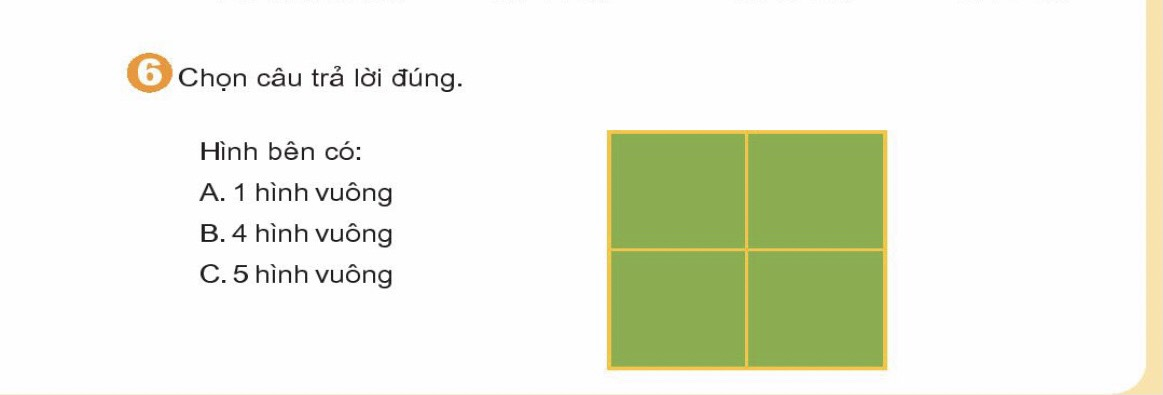 6 Chọn câu trả lời đúng.
Hình bên có:
A. 1 hình vuông
B. 4 hình vuông
C. 5 hình vuông